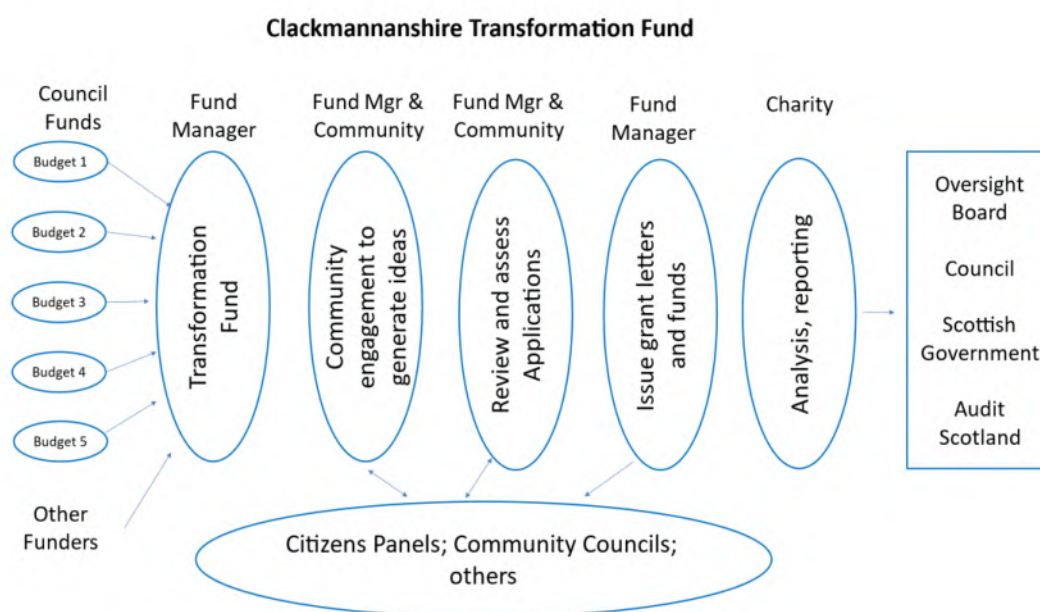 Clackmannanshire Transformation Fund
Council
Funds
Fund
Manager
Fund Mgr &
Community
Fund Mgr &
Community
Fund
Manager
Charity
Budget 1
Budget 2
Budget 3
Budget 4
Budget 5
Other
Funders
Transformation
Fund
Community
engagement to
generate ideas
Review and assess
Applications
Issue grant letters
and funds
Analysis, reporting
Oversight
Board
Council
Scottish
Government
Audit
Scotland
Citizens Panels; Community Councils;
others